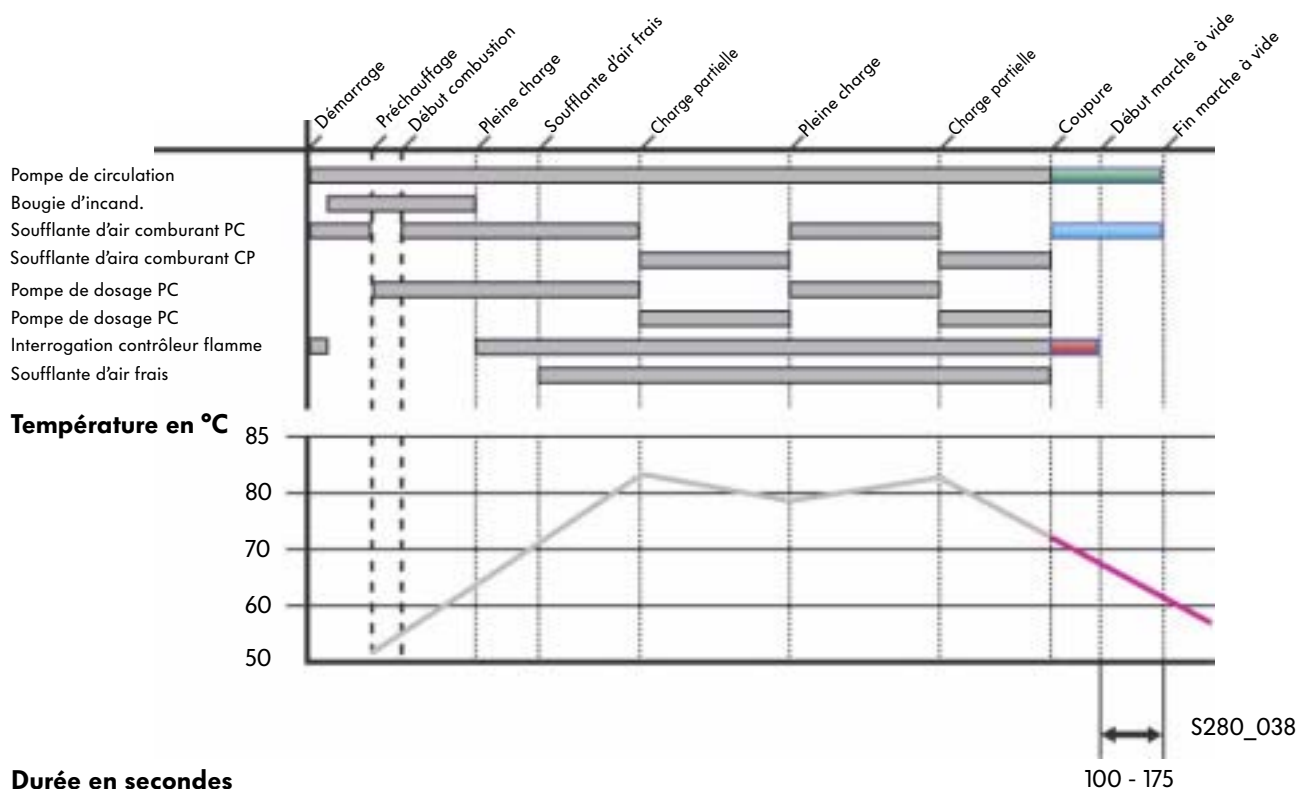 Démarrage
Préchauffage
Début combustion
Pleine charge
Soufflante d'air frais
Charge partielle
Pleine charge
Charge partielle
Coupure
Début marche à vide
Fin marche à vide
Pompe de circulation
Bougie d'incand.
Soufflante d'air comburant PC
Soufflante d'aira comburant CP
Pompe de dosage PC
Pompe de dosage PC
Interrogation contrôleur flamme
Soufflante d'air frais
Température en °C
85
80
70
60
50
S280_038
Durée en secondes
100 - 175